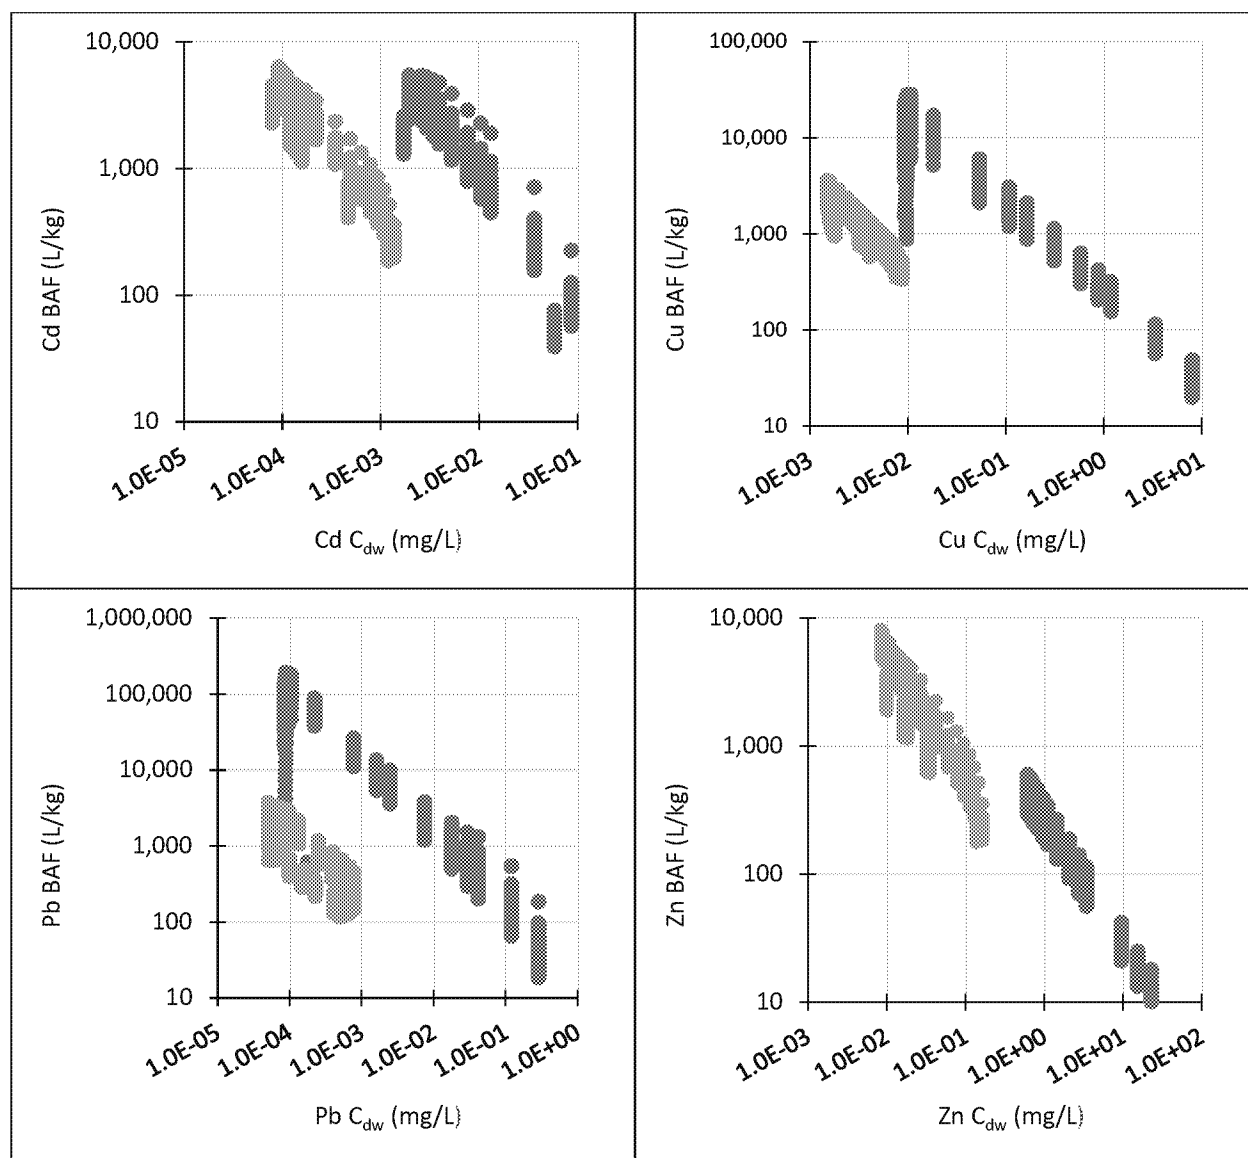 10,000
1,000
100
10
Cd BAF (L/kg)
1.0E-05
1.0E-04
1.0E-03
1.0E-02
1.0E-01
Cd Cdw (mg/L)
100,000
10,000
1,000
100
10
Cu BAF (L/kg)
1.0E-03
1.0E-02
1.0E-01
1.0E+00
1.0E+01
Cu Cdw (mg/L)
1,000,000
100,000
10,000
1,000
100
10
Pb BAF (L/kg)
1.0E-05
1.0E-04
1.0E-03
1.0E-02
1.0E-01
1.0E+00
Pb Cdw (mg/L)
10,000
1,000
100
10
Zn BAF (L/kg)
1.0E-03
1.0E-02
1.0E-01
1.0E+00
1.0E+01
1.0E+02
Zn Cdw (mg/L)